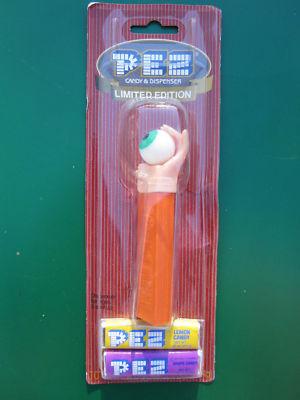 PEZ
CANDY & DISPENSER
LIMITED EDITION
PEZ
LEMON
CANDY
PEZ
GRAPE CANDY